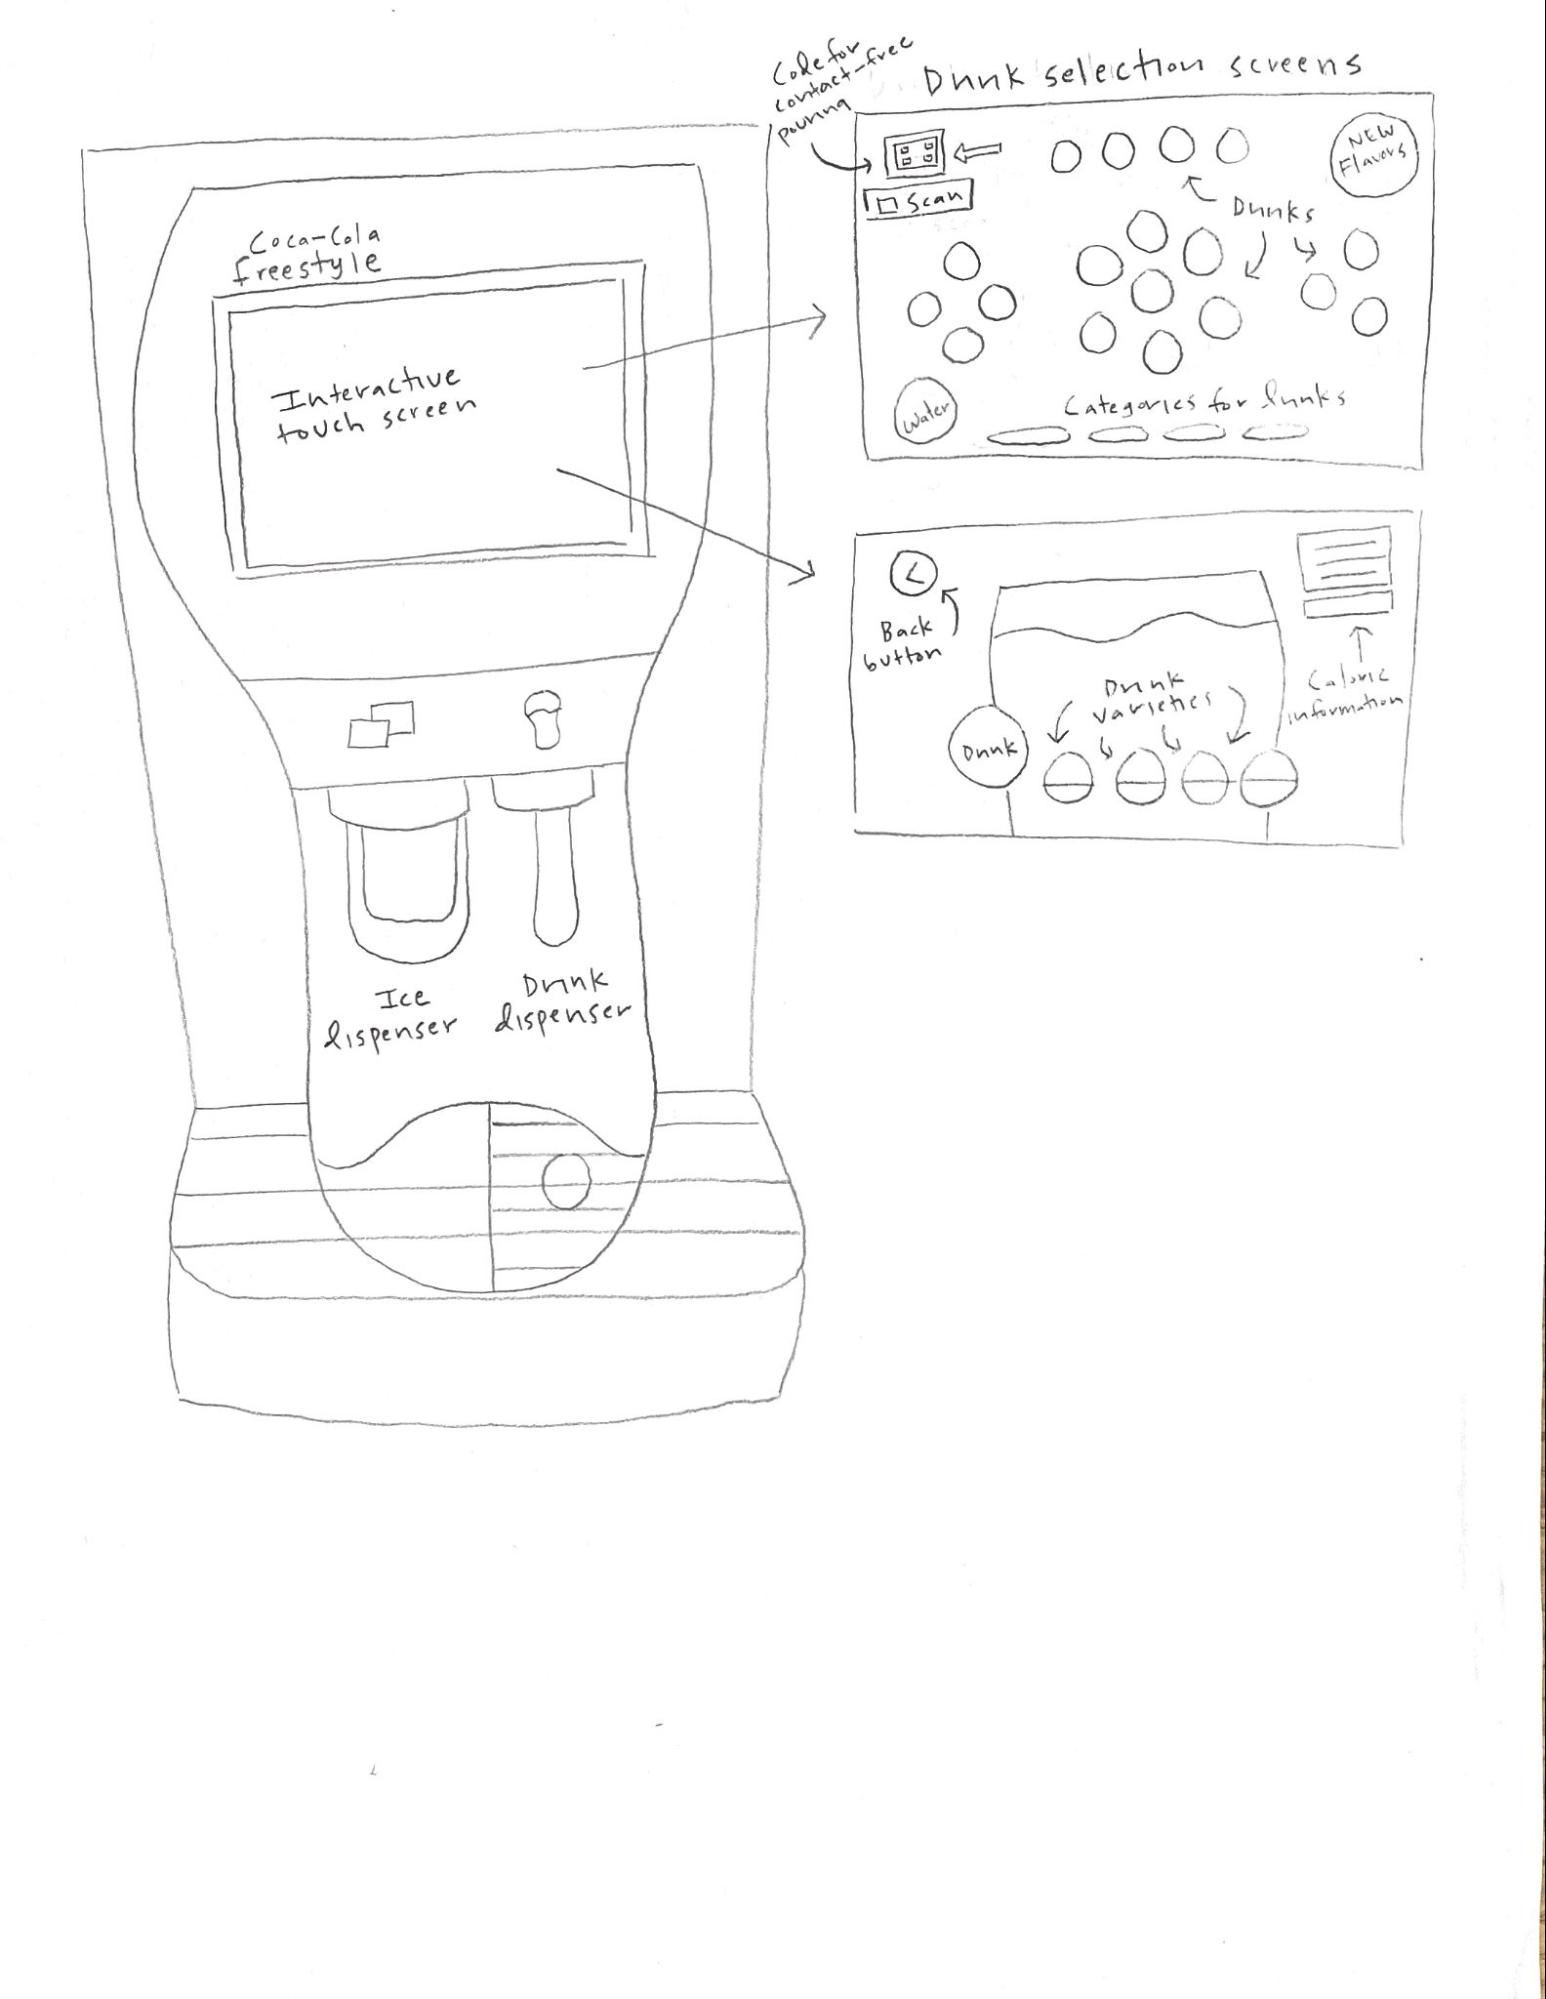 Code for
contact-free
pouring
Drink selection screens
NEW
Flavors
Scan
Drinks
Water
Categories for drinks
Coca-Cola
freestyle
Interactive
touch screen
Back
button
Drink
varieties
Drink
Caloric
information
Ice
dispenser
Drink
dispenser